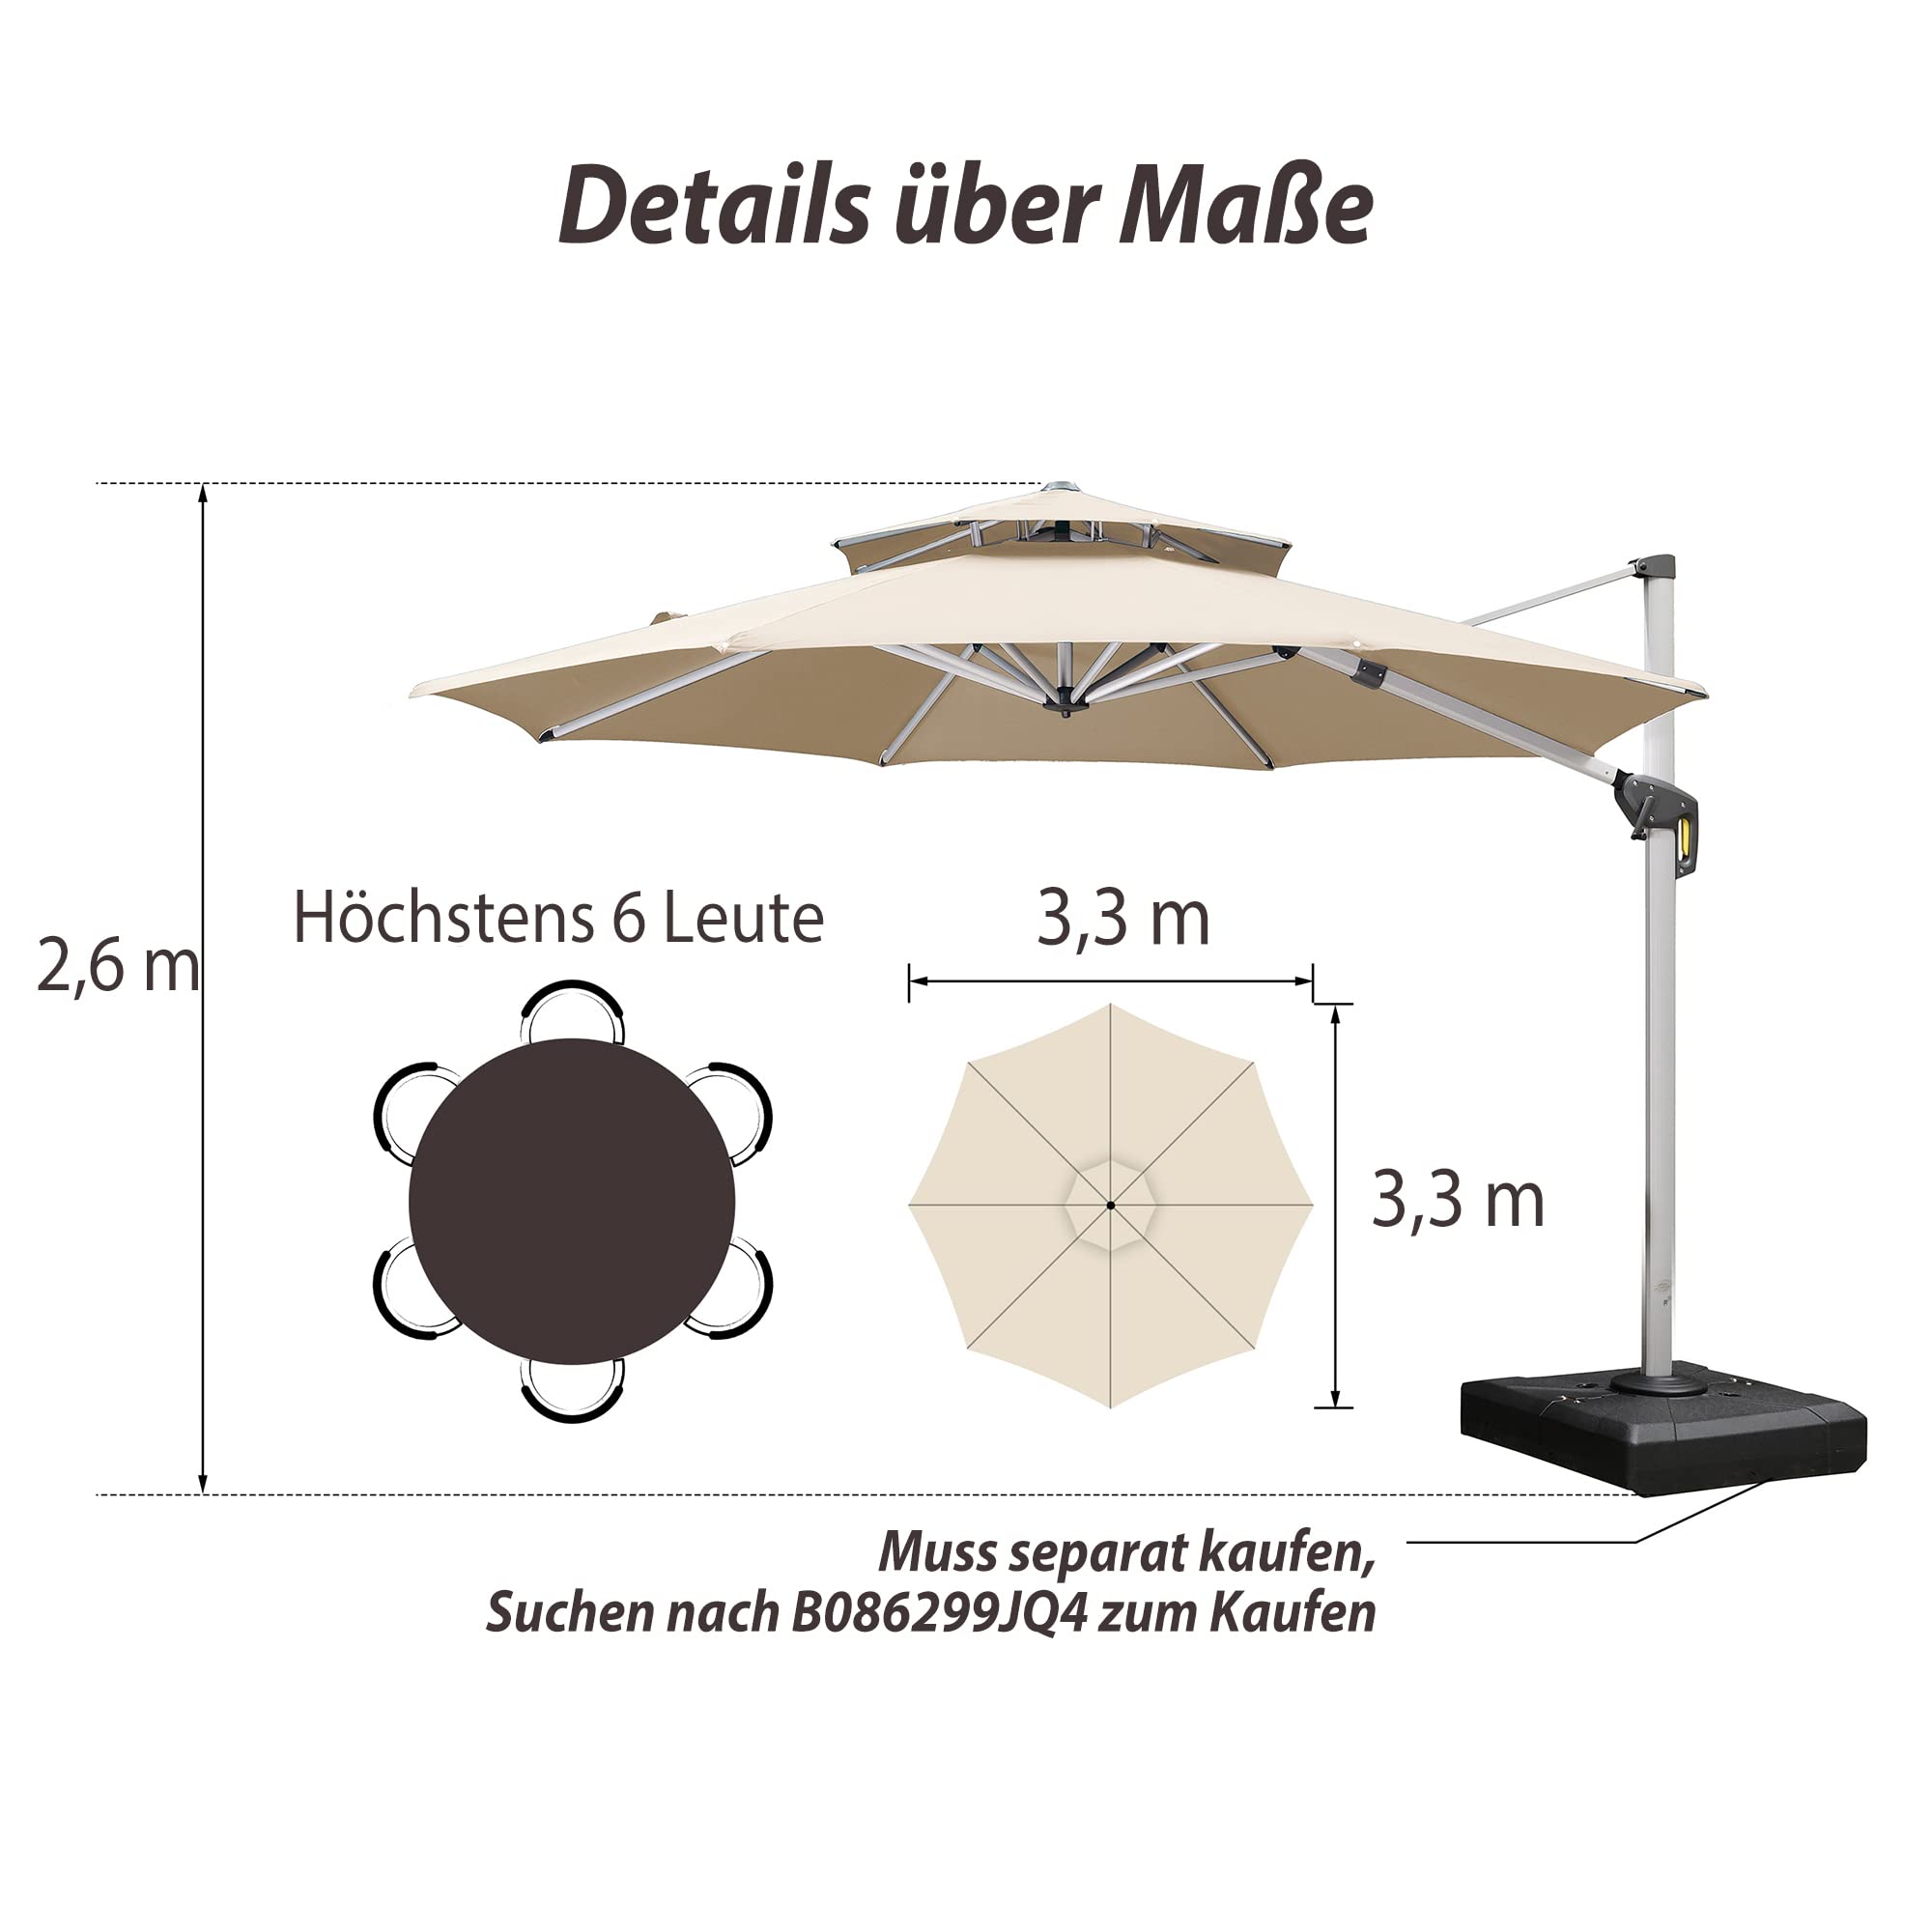 Details über Maße
Höchstens 6 Leute
3,3 m
2,6 m
3,3 m
Muss separat kaufen,
Suchen nach B086299JQ4 zum Kaufen